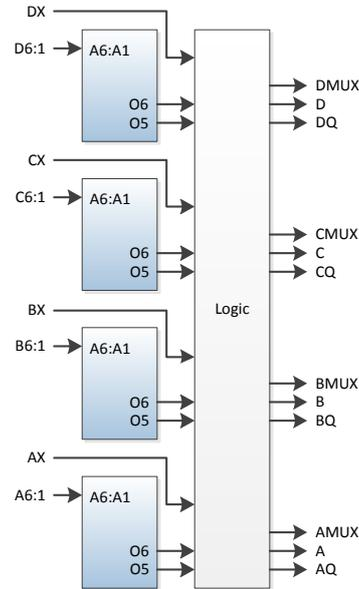 DX
D6:1
A6:A1
O6
O5
DMUX
D
DQ
CX
C6:1
A6:A1
O6
O5
CMUX
C
CQ
Logic
BX
B6:1
A6:A1
O6
O5
BMUX
B
BQ
AX
A6:1
A6:A1
O6
O5
AMUX
A
AQ